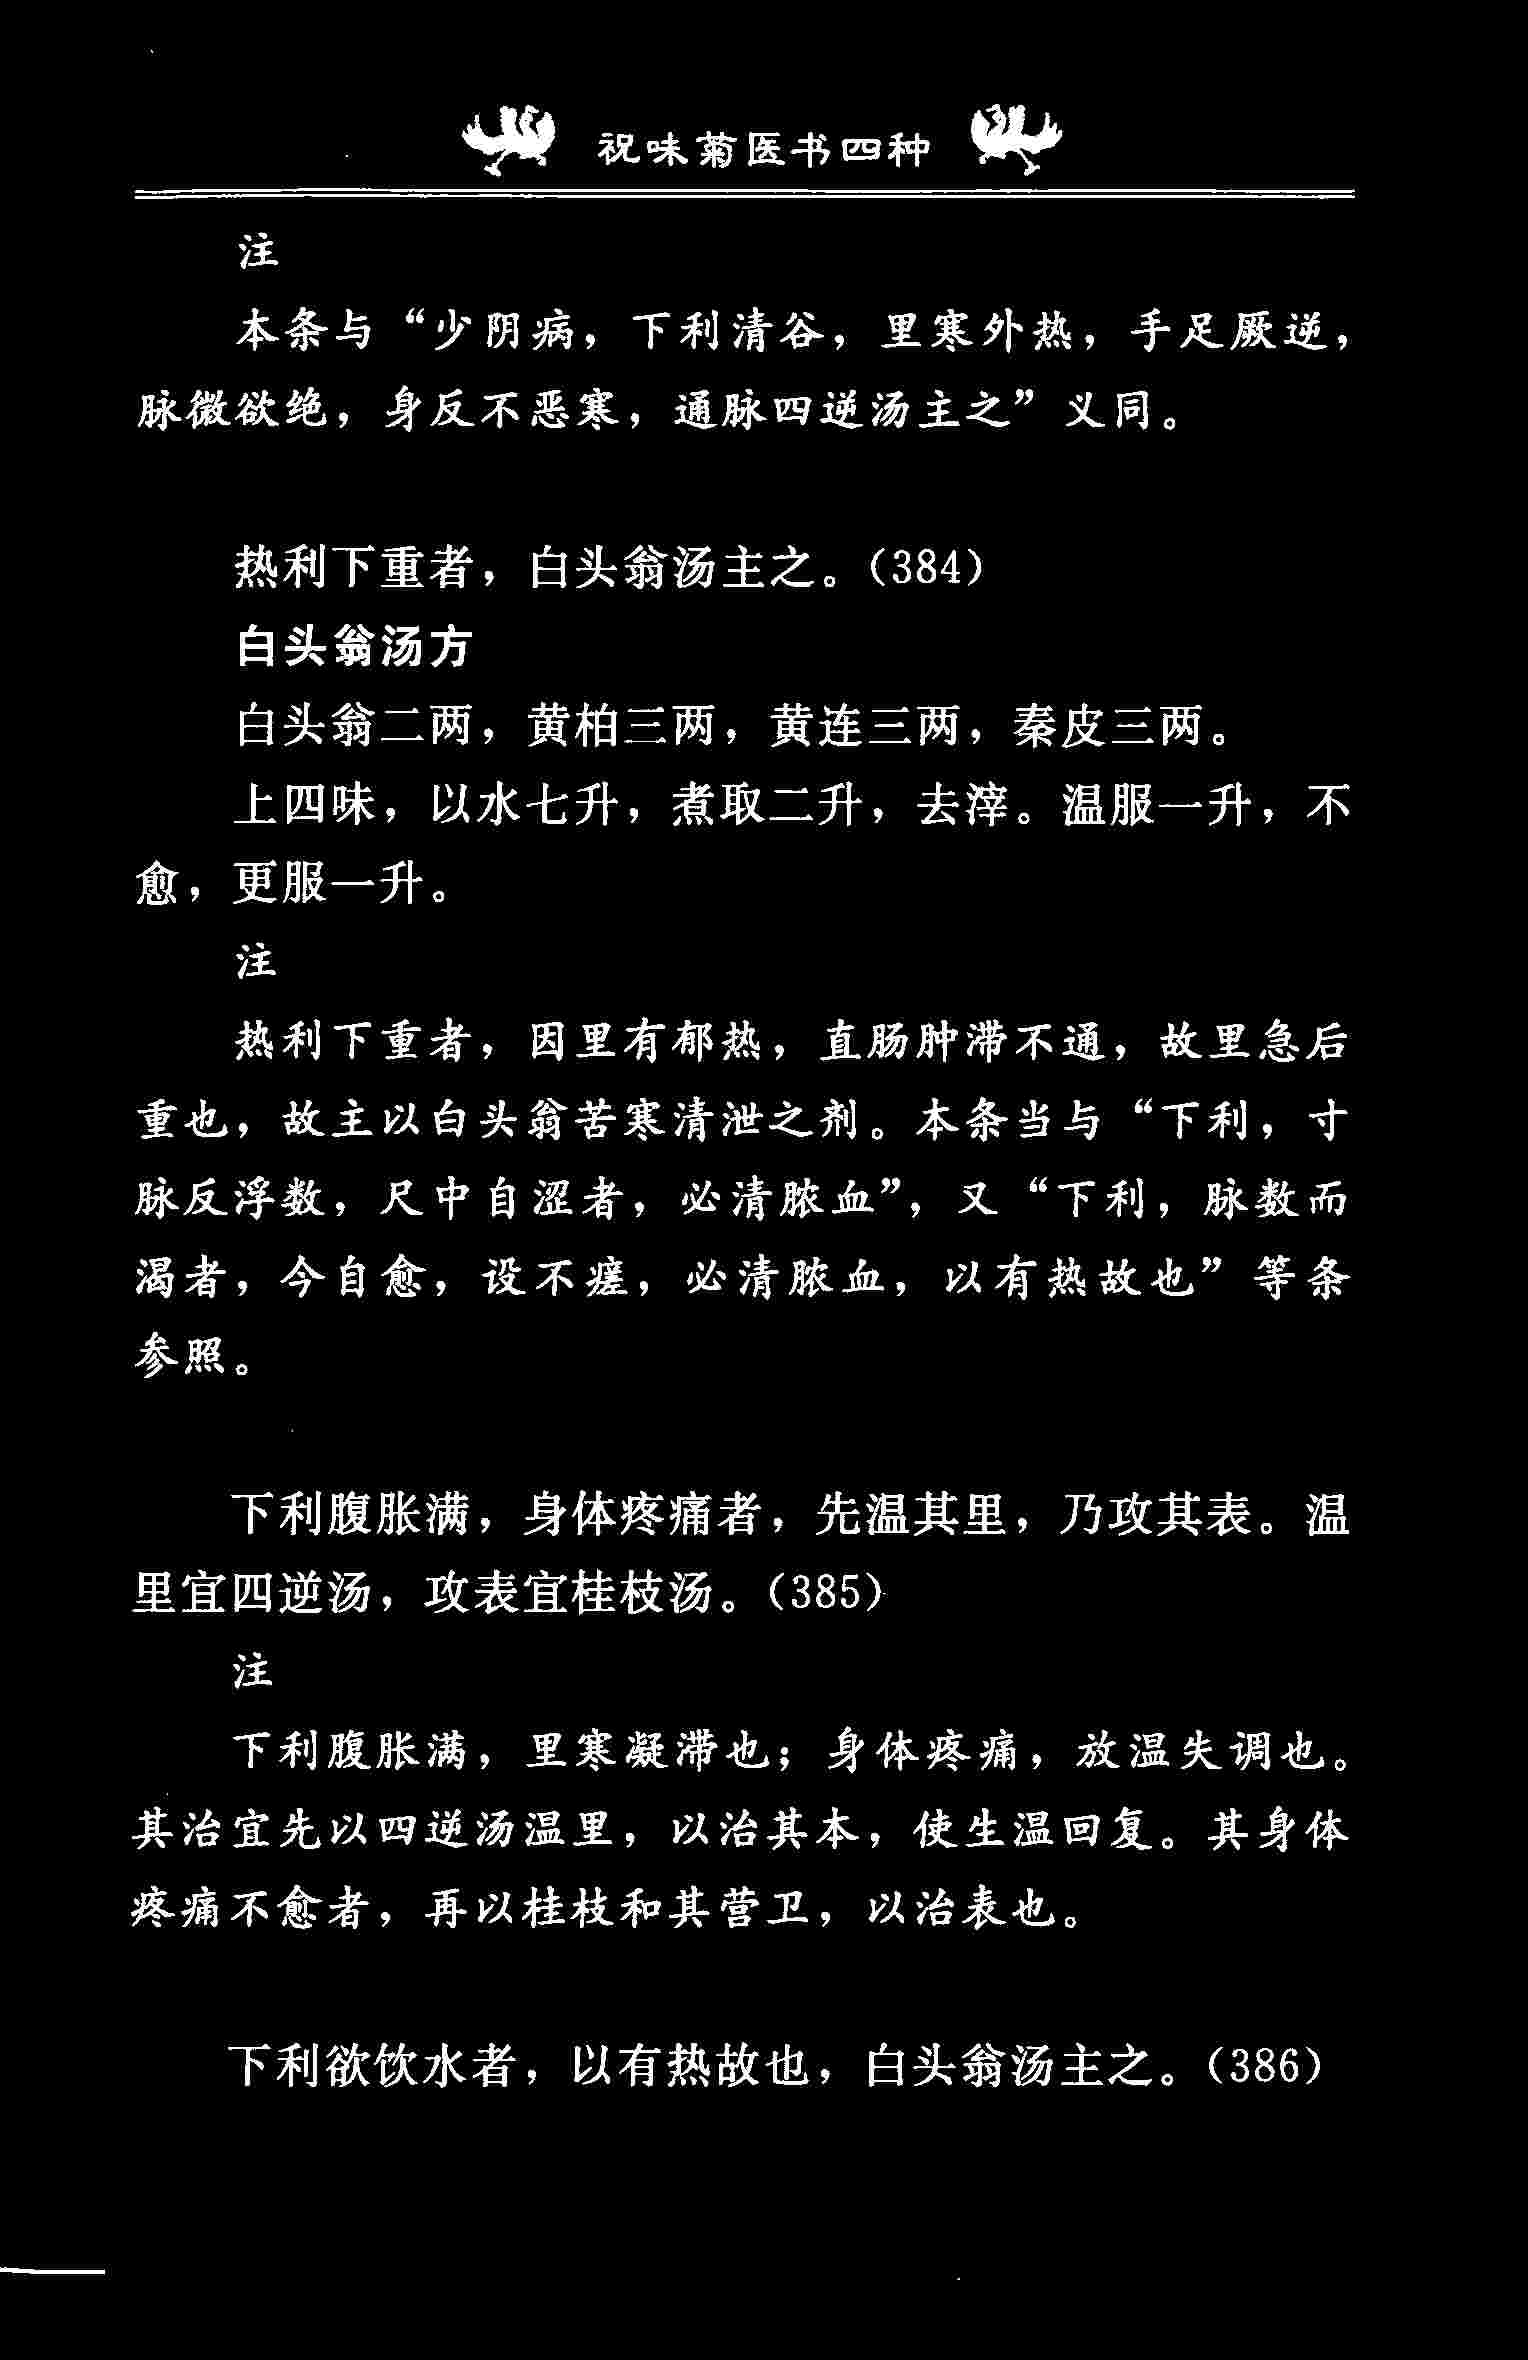 祝味菊医书四种
注
本条与“少阴病，下利清谷，里寒外热，手足厥逆，
脉微欲绝，身反不恶寒，通脉四逆汤主之”义同。
热利下重者，白头翁汤主之。（384）
白头翁汤方
白头翁二两，黄柏三两，黄连三两，秦皮三两。
上四味，以水七升，煮取二升，去滓。温服一升，不
愈，更服一升。
注
热利下重者，因里有郁热，直肠肿滞不通，故里急后
重也，故主以白头翁苦寒清泄之剂。本条当与“下利，寸
脉反浮数，尺中自涩者，必清脓血”，又“下利，脉数而
渴者，今自愈，设不瘥，必清脓血，以有热故也”等条
参照。
下利腹胀满，身体疼痛者，先温其里，乃攻其表。温
里宜四逆汤，攻表宜桂枝汤。（385）
注
下利腹胀满，里寒凝滞也；身体疼痛，放温失调也。
其治宜先以四逆汤温里，以治其本，使生温回复。其身体
疼痛不愈者，再以桂枝和其营卫，以治表也。
下利欲饮水者，以有热故也，白头翁汤主之。（386）